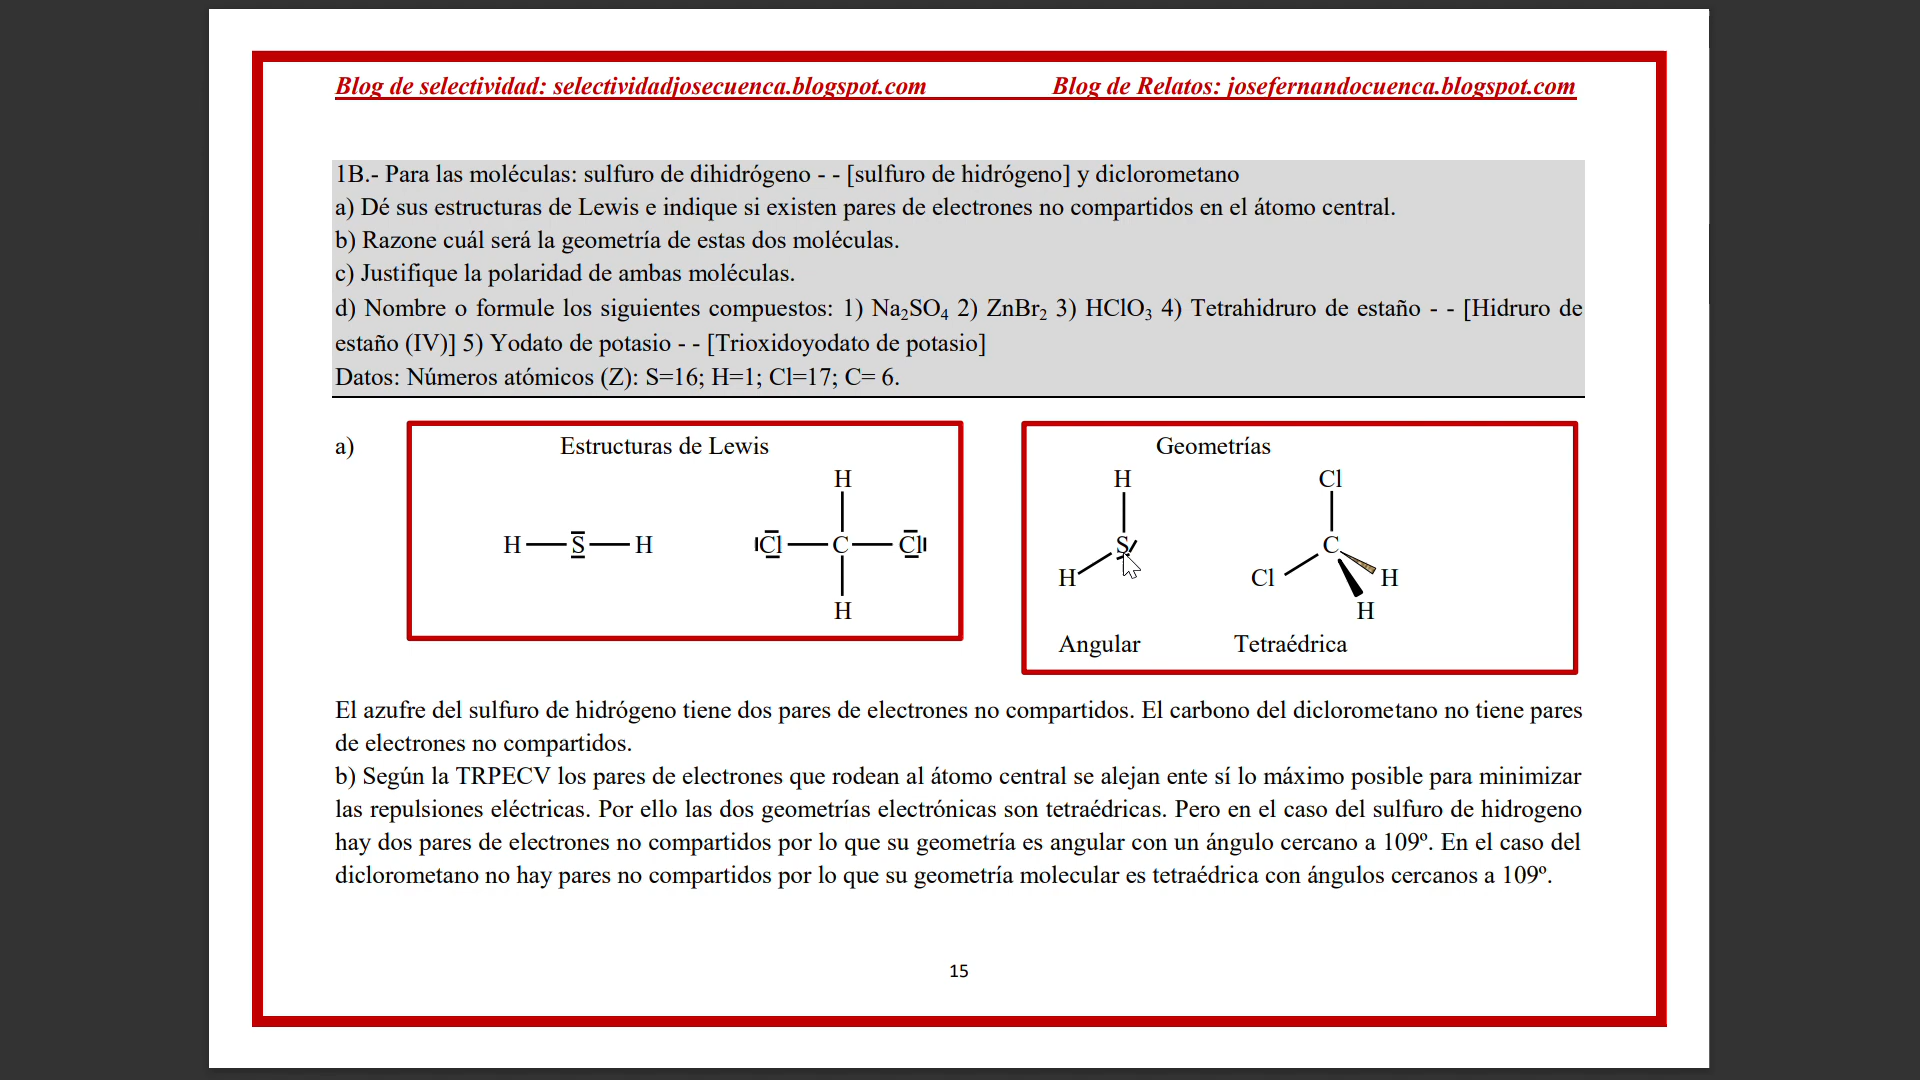 Blog de selectividad: selectividadjosecuenca.blogspot.com Blog de Relatos: josefernandocuenca.blogspot.com
1B.- Para las moléculas: sulfuro de dihidrógeno - - [sulfuro de hidrógeno] y diclorometano
a) Dé sus estructuras de Lewis e indique si existen pares de electrones no compartidos en el átomo central.
b) Razone cuál será la geometría de estas dos moléculas.
c) Justifique la polaridad de ambas moléculas.
d) Nombre o formule los siguientes compuestos: 1) Na₂SO₄ 2) ZnBr₂ 3) HClO₃ 4) Tetrahidruro de estaño - - [Hidruro de
estaño (IV)] 5) Yodato de potasio - - [Trioxidoyodato de potasio]
Datos: Números atómicos (Z): S=16; H=1; Cl=17; C= 6.
a)
Estructuras de Lewis
H
H S H
Cl C Cl
H
Geometrías
H
S
H
Cl
C
Cl H
H
Angular Tetraédrica
El azufre del sulfuro de hidrógeno tiene dos pares de electrones no compartidos. El carbono del diclorometano no tiene pares
de electrones no compartidos.
b) Según la TRPECV los pares de electrones que rodean al átomo central se alejan ente sí lo máximo posible para minimizar
las repulsiones eléctricas. Por ello las dos geometrías electrónicas son tetraédricas. Pero en el caso del sulfuro de hidrogeno
hay dos pares de electrones no compartidos por lo que su geometría es angular con un ángulo cercano a 109º. En el caso del
diclorometano no hay pares no compartidos por lo que su geometría molecular es tetraédrica con ángulos cercanos a 109º.
15